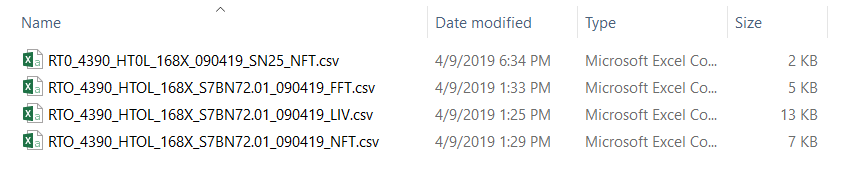 Name Date modified Type Size
RT0_4390_HT0L_168X_090419_SN25_NFT.csv 4/9/2019 6:34 PM Microsoft Excel Co... 2 KB
RTO_4390_HTOL_168X_S7BN72.01_090419_FFT.csv 4/9/2019 1:33 PM Microsoft Excel Co... 5 KB
RTO_4390_HTOL_168X_S7BN72.01_090419_LIV.csv 4/9/2019 1:25 PM Microsoft Excel Co... 13 KB
RTO_4390_HTOL_168X_S7BN72.01_090419_NFT.csv 4/9/2019 1:29 PM Microsoft Excel Co... 7 KB